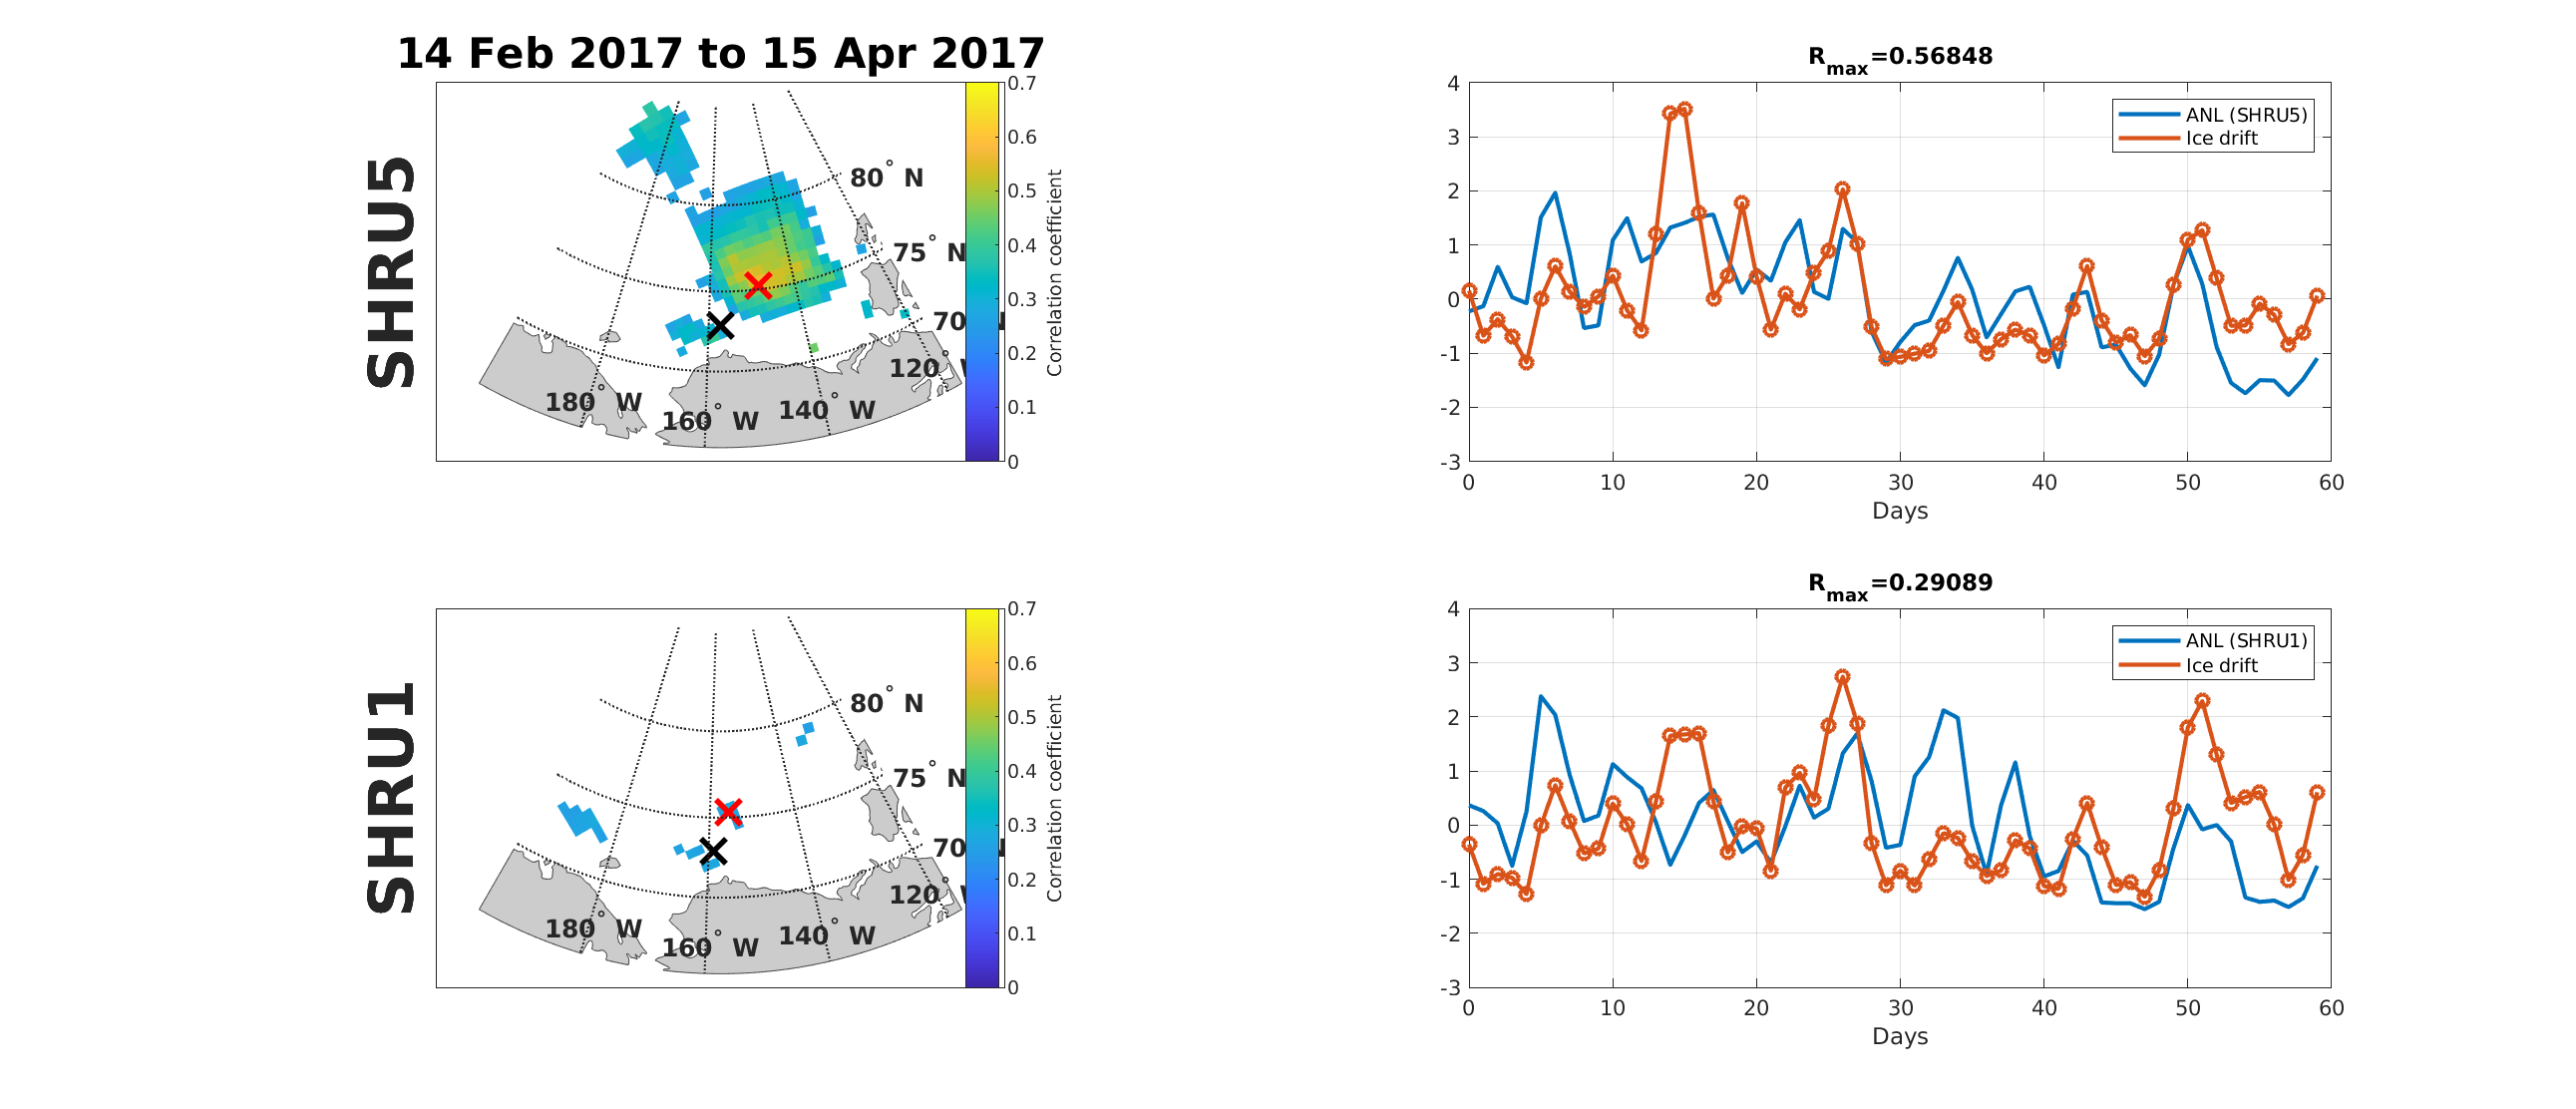 14 Feb 2017 to 15 Apr 2017
SHRU5
80° N
75° N
70
120°
180° W
160° W
140° W
0.7
0.6
0.5
0.4
0.3
0.2
0.1
0
Correlation coefficient
Rmax=0.56848
ANL (SHRU5)
Ice drift
4
3
2
1
0
-1
-2
-3
0 10 20 30 40 50 60
Days
SHRU1
80° N
75° N
70
120°
180° W
160° W
140° W
0.7
0.6
0.5
0.4
0.3
0.2
0.1
0
Correlation coefficient
Rmax=0.29089
ANL (SHRU1)
Ice drift
4
3
2
1
0
-1
-2
-3
0 10 20 30 40 50 60
Days